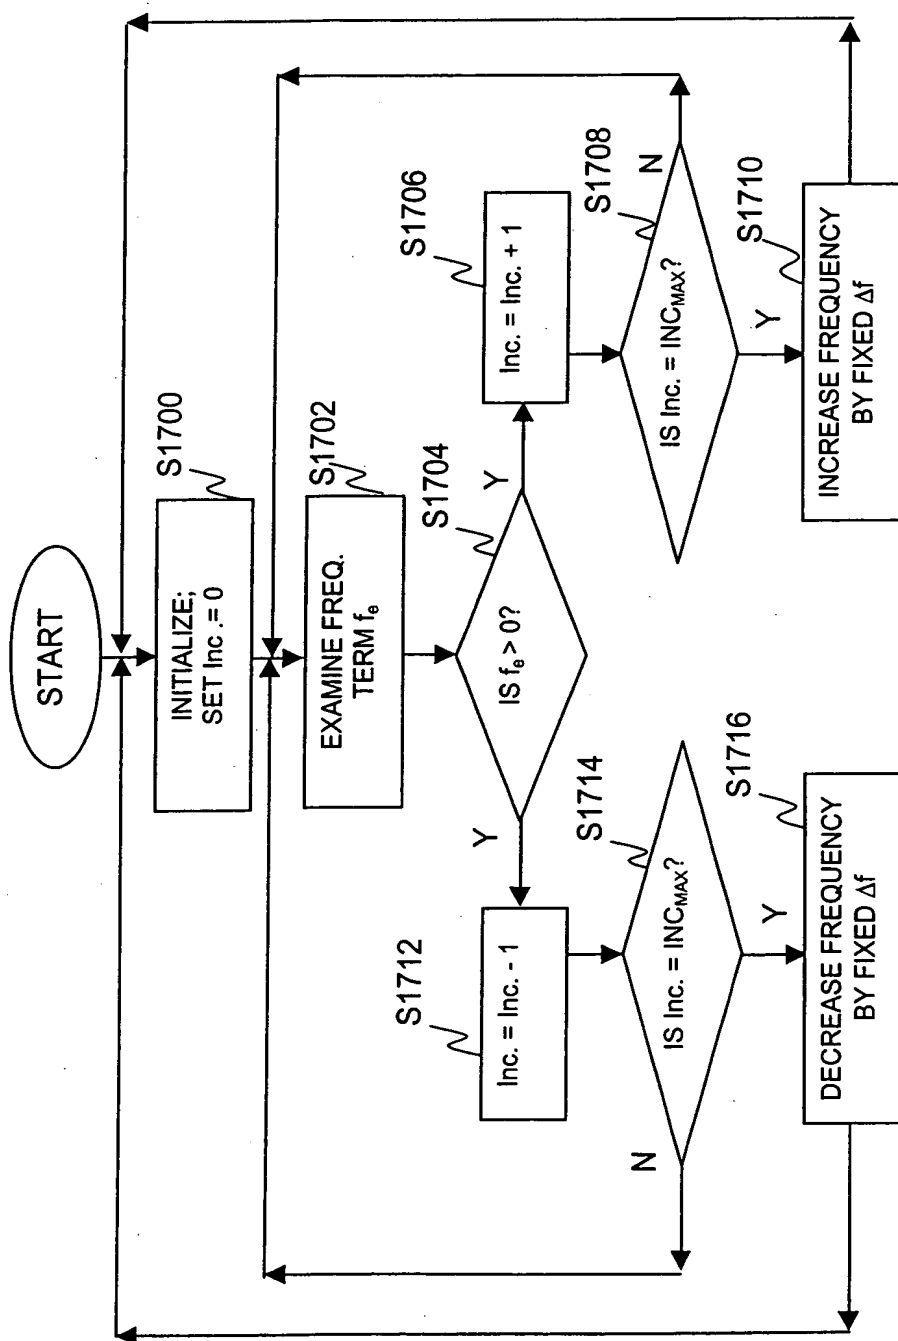 START
S1700
INITIALIZE;
SET Inc .= 0
S1702
EXAMINE FREQ.
TERM fe
S1704
IS fe > 0?
Y
Y
S1706
Inc. = Inc. + 1
S1708
IS Inc. = INCMAX?
N
Y
S1710
INCREASE FREQUENCY
BY FIXED Δf
S1712
Inc. = Inc. - 1
S1714
IS Inc. = INCMAX?
N
Y
S1716
DECREASE FREQUENCY
BY FIXED Δf